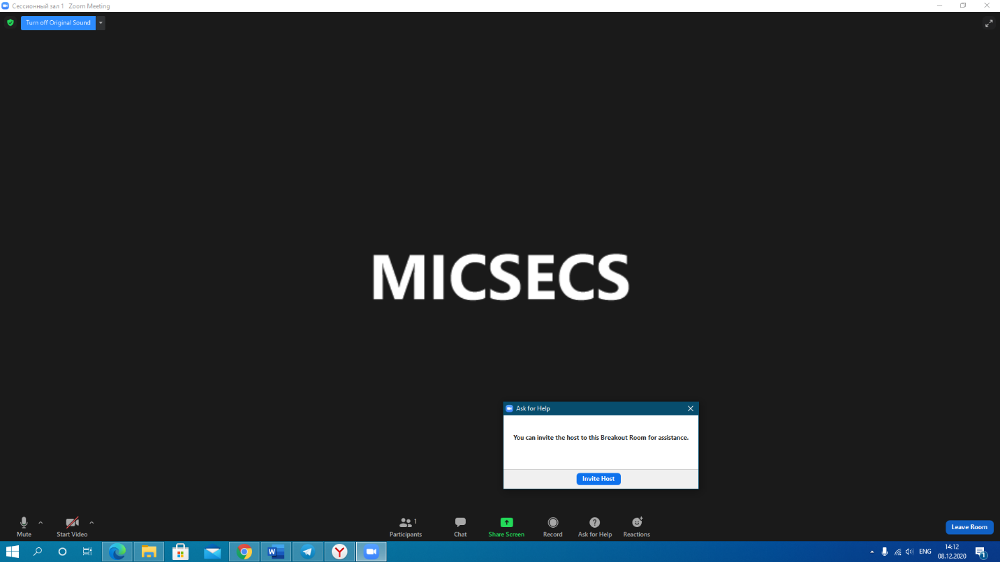 Сессионный зал 1 Zoom Meeting
Turn off Original Sound
MICSECS
Ask for Help
You can invite the host to this Breakout Room for assistance.
Invite Host
1
Mute
Start Video
Participants
Chat
Share Screen
Record
Ask for Help
Reactions
Leave Room
W
Y
ENG
14:12
08.12.2020
1